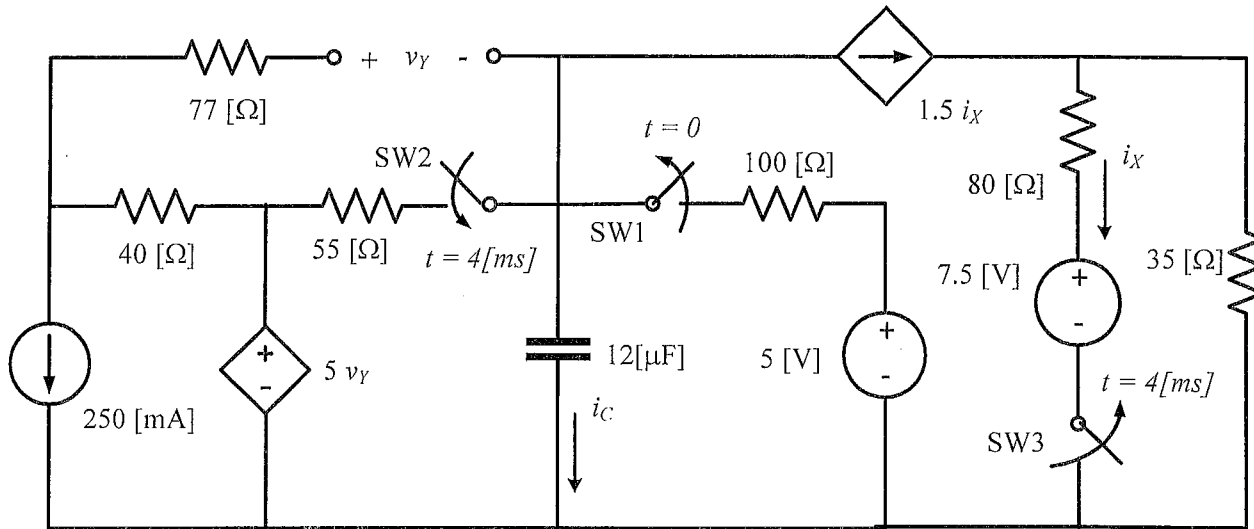 + v_Y -
77 [Ω]
1.5 i_X
t = 0
SW2
100 [Ω]
i_X
80 [Ω]
SW1
40 [Ω]
55 [Ω]
t = 4[ms]
7.5 [V]
+
-
35 [Ω]
+
-
5 v_Y
12[μF]
5 [V]
+
-
t = 4[ms]
250 [mA]
i_C
SW3